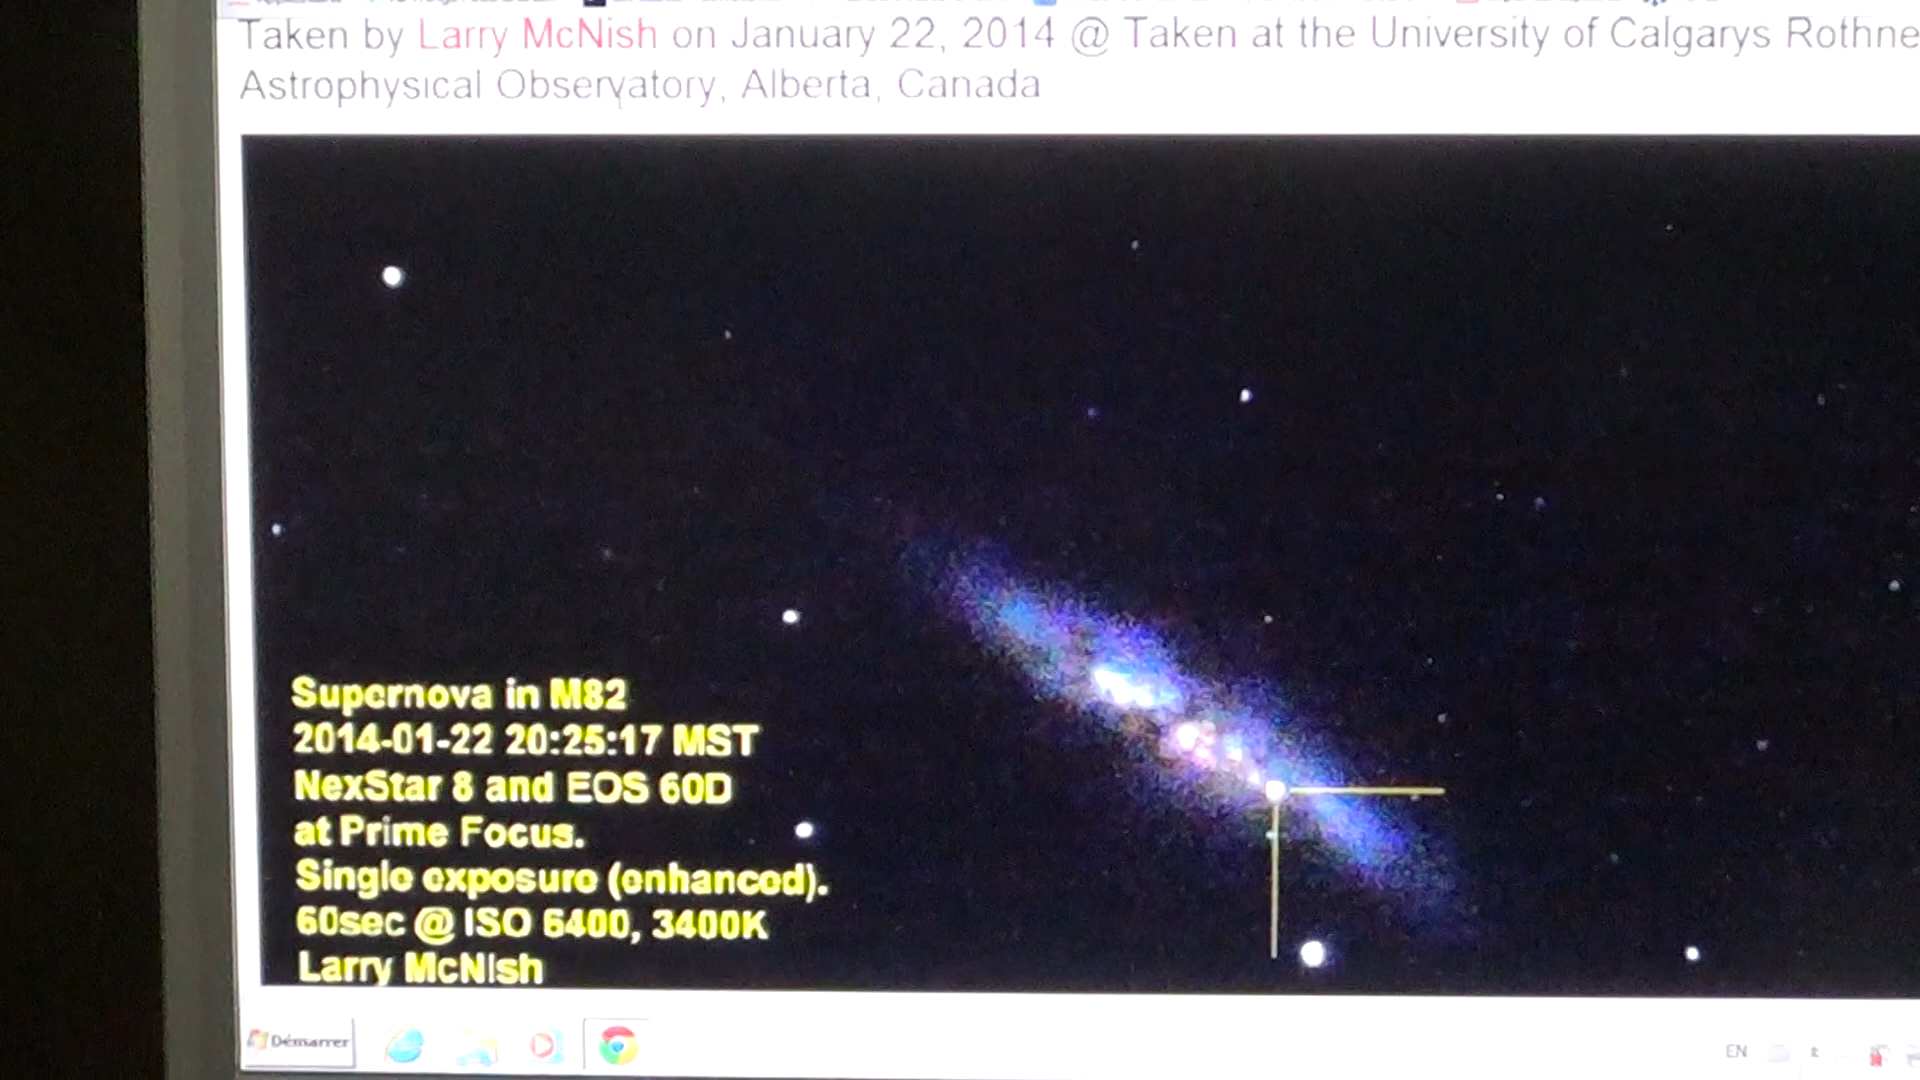 Taken by Larry McNish on January 22, 2014 @ Taken at the University of Calgarys Rothne
Astrophysical Observatory, Alberta, Canada
Supernova in M82
2014-01-22 20:25:17 MST
NexStar 8 and EOS 60D
at Prime Focus.
Single exposure (enhanced).
60sec @ ISO 6400, 3400K
Larry McNish
Démarrer
EN